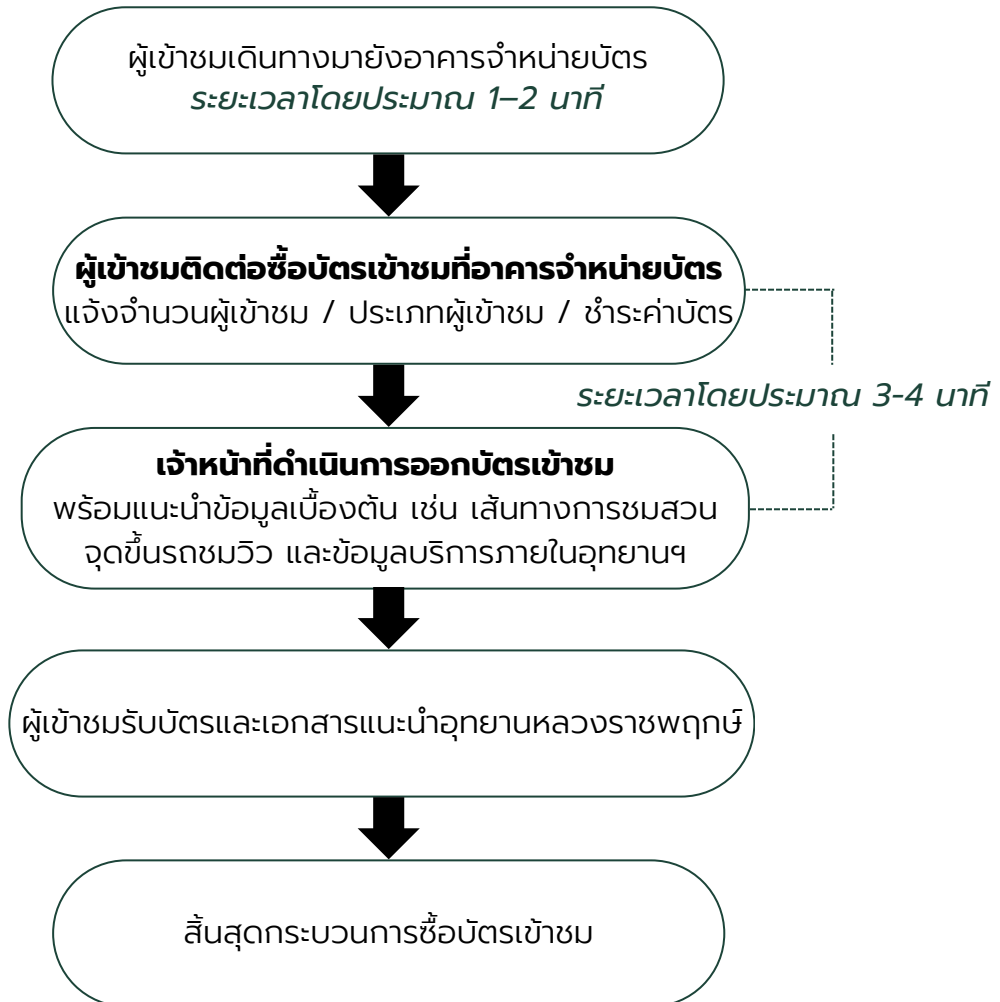 ผู้เข้าชมเดินทางมายังอาคารจำหน่ายบัตร
ระยะเวลาโดยประมาณ 1–2 นาที
ผู้เข้าชมติดต่อซื้อบัตรเข้าชมที่อาคารจำหน่ายบัตร
แจ้งจำนวนผู้เข้าชม / ประเภทผู้เข้าชม / ชำระค่าบัตร
ระยะเวลาโดยประมาณ 3-4 นาที
เจ้าหน้าที่ดำเนินการออกบัตรเข้าชม
พร้อมแนะนำข้อมูลเบื้องต้น เช่น เส้นทางการชมสวน
จุดขึ้นรถชมวิว และข้อมูลบริการภายในอุทยานฯ
ผู้เข้าชมรับบัตรและเอกสารแนะนำอุทยานหลวงราชพฤกษ์
สิ้นสุดกระบวนการซื้อบัตรเข้าชม